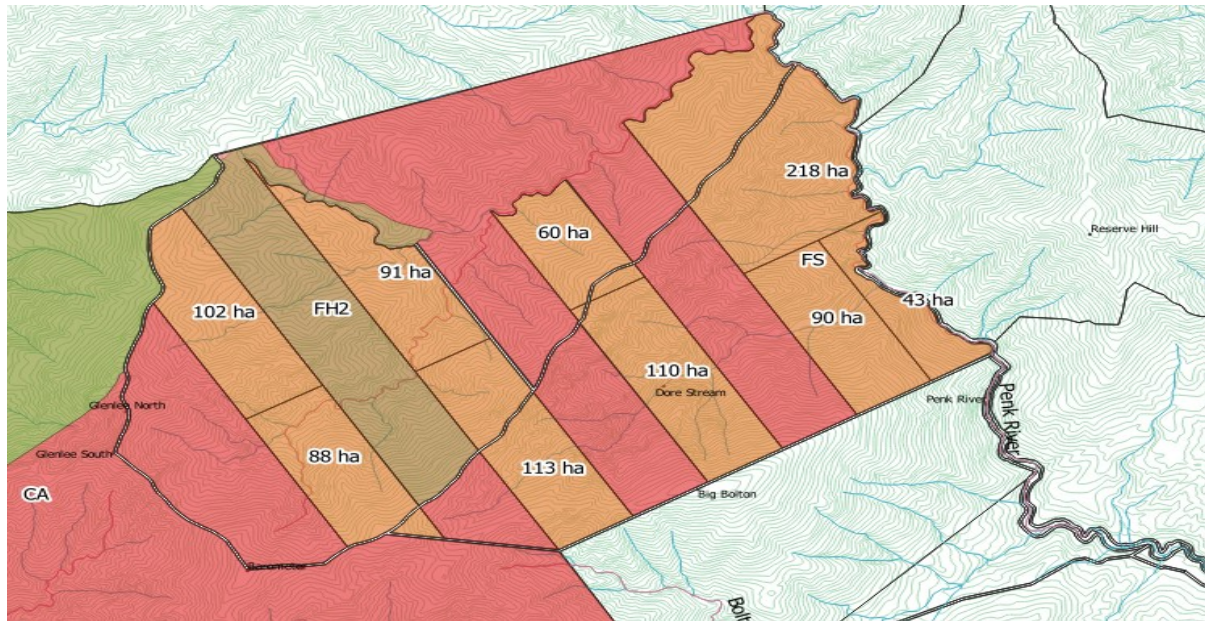 218 ha
Reserve Hill
60 ha
FS
91 ha
43 ha
102 ha
FH2
90 ha
110 ha
Dore Stream
Penk River
Glenlee North
Penk River
Glenlee South
88 ha
113 ha
CA
Big Bolton
Barometer
Bolt